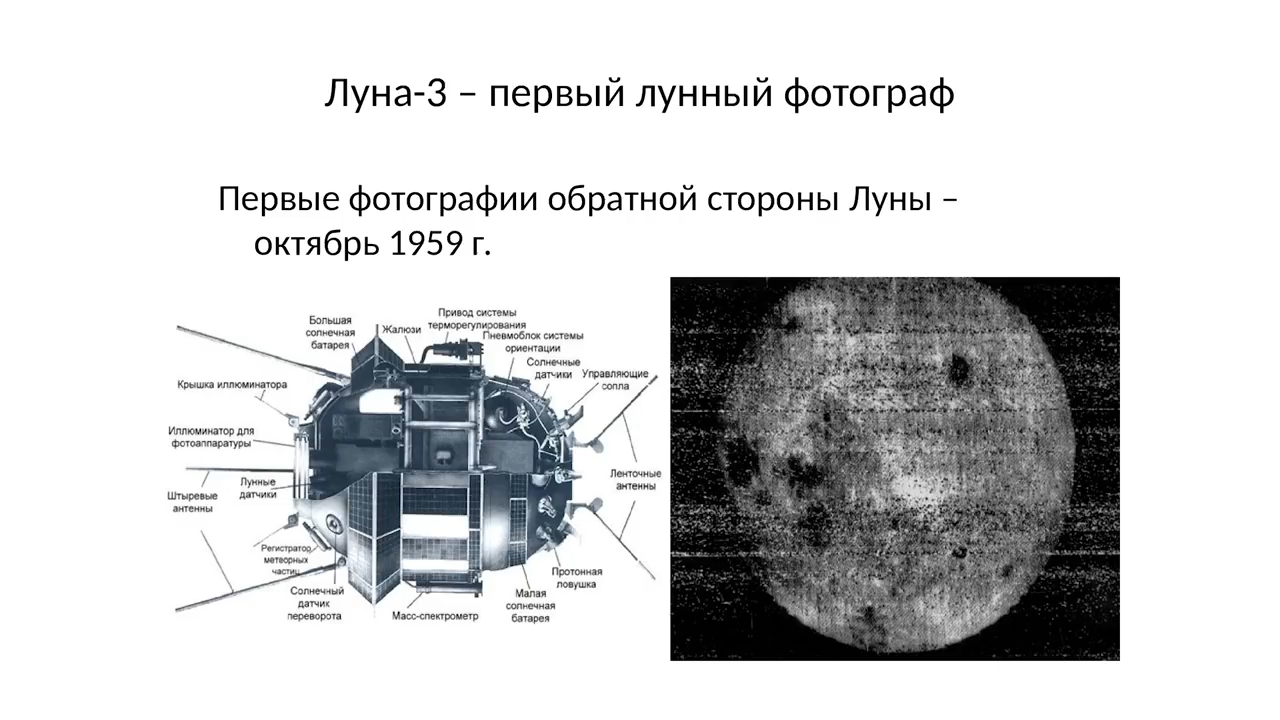 Луна-3 – первый лунный фотограф
Первые фотографии обратной стороны Луны –
октябрь 1959 г.
Большая
солнечная
батарея
Жалюзи
Привод системы
терморегулирования
Пневмоблок системы
ориентации
Солнечные
датчики
Управляющие
сопла
Крышка иллюминатора
Иллюминатор для
фотоаппаратуры
Лунные
датчики
Штыревые
антенны
Ленточные
антенны
Регистратор
метеорных
частиц
Солнечный
датчик
переворота
Масс-спектрометр
Малая
солнечная
батарея
Протонная
ловушка